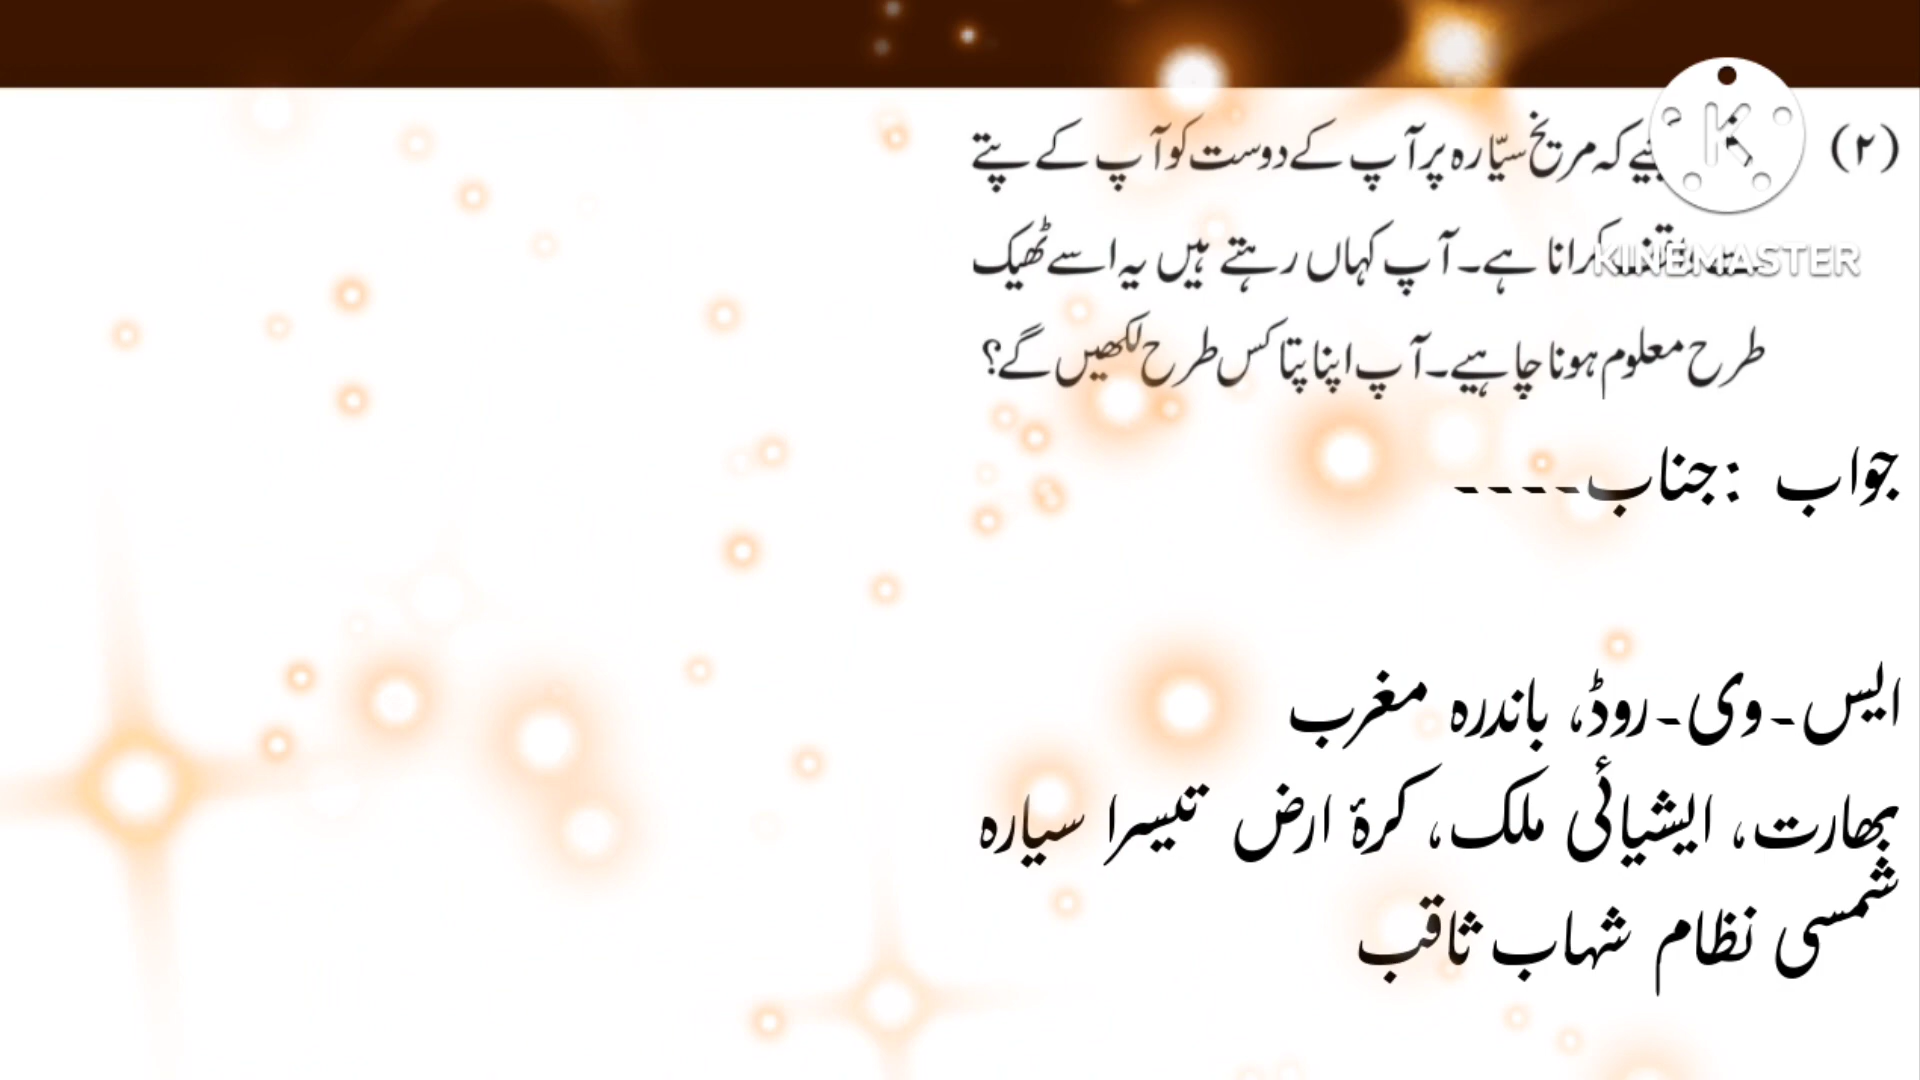 (۲) کہ مریخ سیّارہ پر آپ کے دوست کو آپ کے پتے
کرانا ہے۔ آپ کہاں رہتے ہیں یہ اسے ٹھیک
طرح معلوم ہونا چاہیے۔ آپ اپنا پتا کس طرح لکھیں گے؟
جواب :جناب۔۔۔۔
ایس۔وی۔روڈ، باندرہ مغرب
بھارت، ایشیائی ملک، کرۂ ارض تیسرا سیارہ
شمسی نظام شہاب ثاقب
KINEMASTER